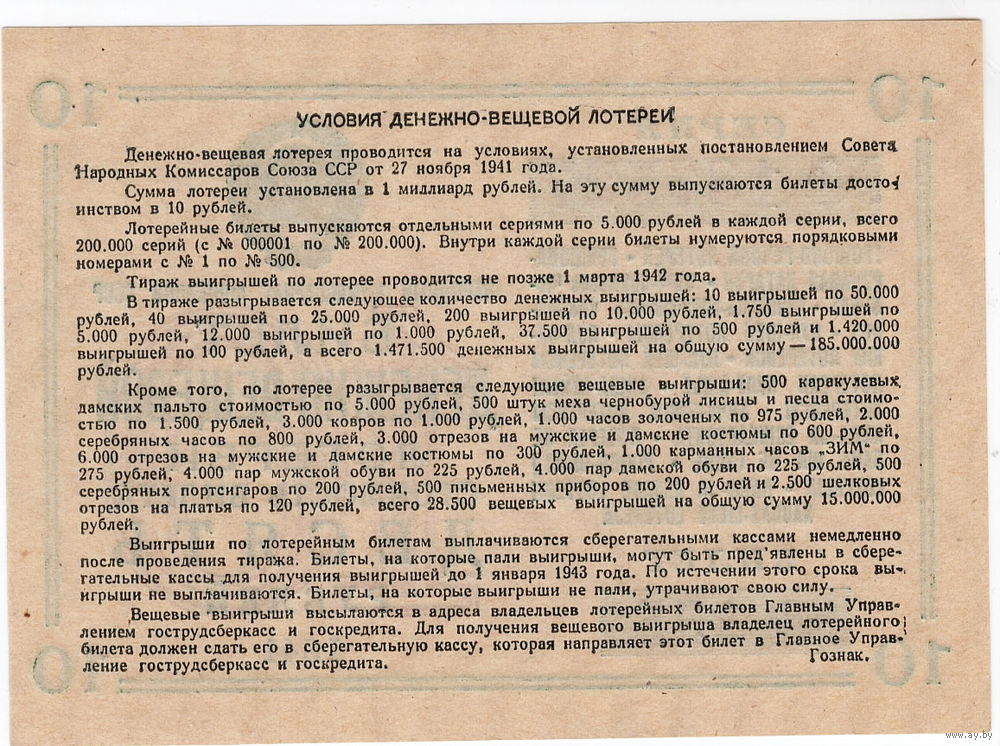 УСЛОВИЯ ДЕНЕЖНО-ВЕЩЕВОЙ ЛОТЕРЕИ
Денежно-вещевая лотерея проводится на условиях, установленных постановлением Совета
Народных Комиссаров Союза ССР от 27 ноября 1941 года.
Сумма лотереи установлена в 1 миллиард рублей. На эту сумму выпускаются билеты досто-
инством в 10 рублей.
Лотерейные билеты выпускаются отдельными сериями по 5.000 рублей в каждой серии, всего
200.000 серий (с № 000001 по № 200.000). Внутри каждой серии билеты нумеруются порядковыми
номерами с № 1 по № 500.
Тираж выигрышей по лотерее проводится не позже 1 марта 1942 года.
В тираже разыгрывается следующее количество денежных выигрышей: 10 выигрышей по 50.000
рублей, 40 выигрышей по 25.000 рублей, 200 выигрышей по 10.000 рублей, 1.750 выигрышей по
5.000 рублей, 12.000 выигрышей по 1.000 рублей, 37.500 выигрышей по 500 рублей и 1.420.000
выигрышей по 100 рублей, а всего 1.471.500 денежных выигрышей на общую сумму — 185.000.000
рублей.
Кроме того, по лотерее разыгрывается следующие вещевые выигрыши: 500 каракулевых
дамских пальто стоимостью по 5.000 рублей, 500 штук меха чернобурой лисицы и песца стоимо-
стью по 1.500 рублей, 3.000 ковров по 1.000 рублей, 1.000 часов золоченых по 975 рублей, 2.000
серебряных часов по 800 рублей, 3.000 отрезов на мужские и дамские костюмы по 600 рублей,
6.000 отрезов на мужские и дамские костюмы по 300 рублей, 1.000 карманных часов „ЗИМ“ по
275 рублей, 4.000 пар мужской обуви по 225 рублей, 4.000 пар дамской обуви по 225 рублей, 500
серебряных портсигаров по 200 рублей, 500 письменных приборов по 200 рублей и 2.500 шелковых
отрезов на платья по 120 рублей, всего 28.500 вещевых выигрышей на общую сумму 15.000.000
рублей.
Выигрыши по лотерейным билетам выплачиваются сберегательными кассами немедленно
после проведения тиража. Билеты, на которые пали выигрыши, могут быть пред'явлены в сбере-
гательные кассы для получения выигрышей до 1 января 1943 года. По истечении этого срока вы-
игрыши не выплачиваются. Билеты, на которые выигрыши не пали, утрачивают свою силу.
Вещевые выигрыши высылаются в адреса владельцев лотерейных билетов Главным Управ-
лением гострудсберкасс и госкредита. Для получения вещевого выигрыша владелец лотерейного
билета должен сдать его в сберегательную кассу, которая направляет этот билет в Главное Управ-
ление гострудсберкасс и госкредита.
Гознак.
www.ay.by